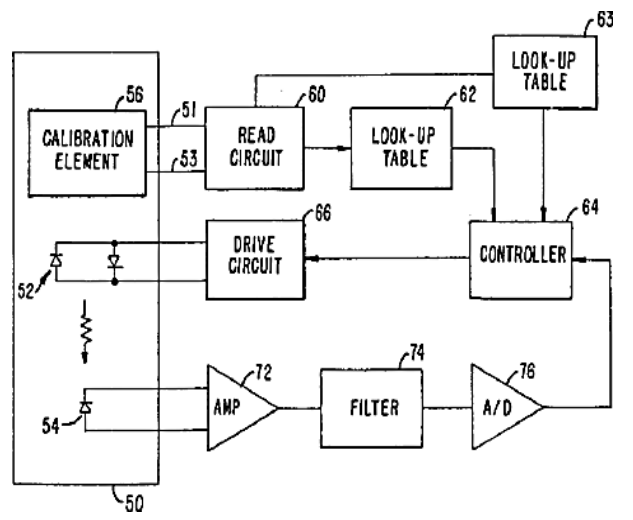 63
LOOK-UP
TABLE
56
51
60
62
CALIBRATION
ELEMENT
53
READ
CIRCUIT
LOOK-UP
TABLE
66
64
DRIVE
CIRCUIT
CONTROLLER
52
72
74
76
54
AMP
FILTER
A/D
50